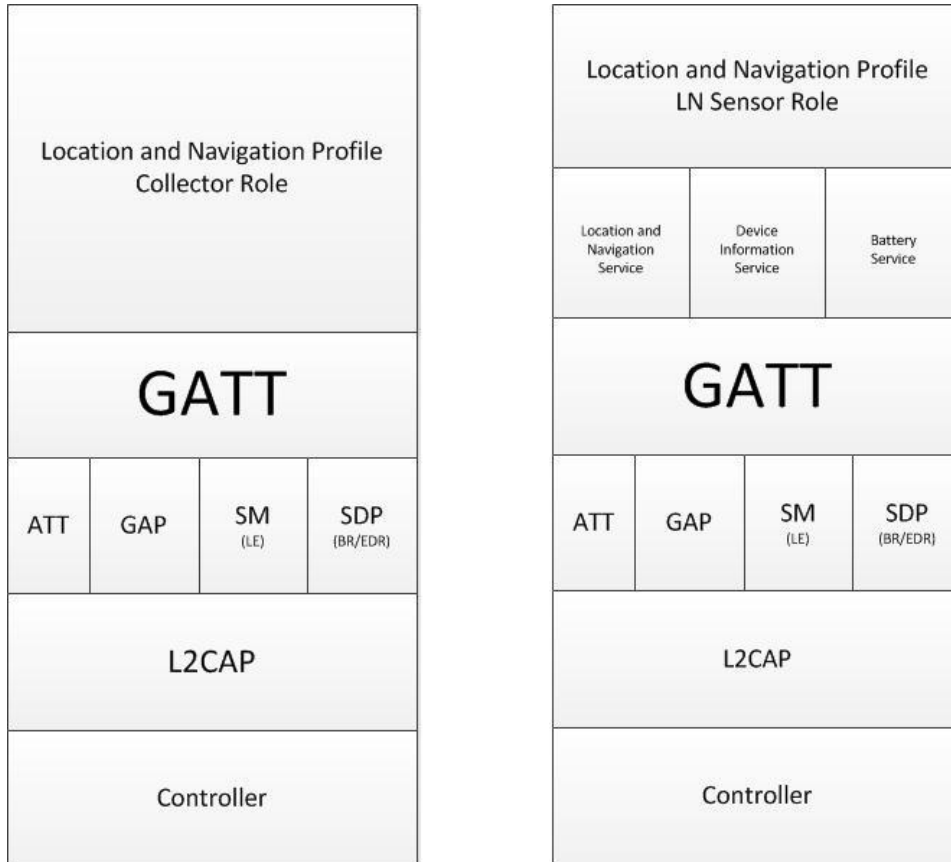 Location and Navigation Profile
Collector Role
GATT
ATT
GAP
SM
(LE)
SDP
(BR/EDR)
L2CAP
Controller
Location and Navigation Profile
LN Sensor Role
Location and
Navigation
Service
Device
Information
Service
Battery
Service
GATT
ATT
GAP
SM
(LE)
SDP
(BR/EDR)
L2CAP
Controller